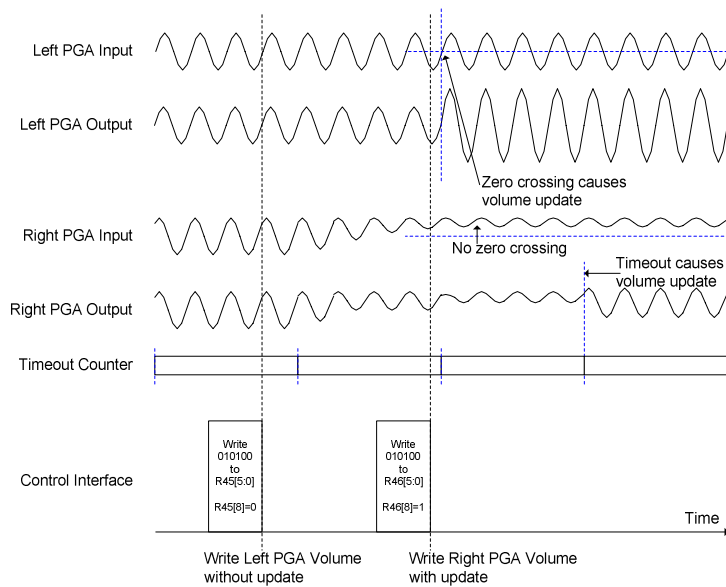 Left PGA Input
Left PGA Output
Zero crossing causes
volume update
Right PGA Input
No zero crossing
Timeout causes
volume update
Right PGA Output
Timeout Counter
Control Interface
Write
010100
to
R45[5:0]
R45[8]=0
Write
010100
to
R46[5:0]
R46[8]=1
Time
Write Left PGA Volume
without update
Write Right PGA Volume
with update